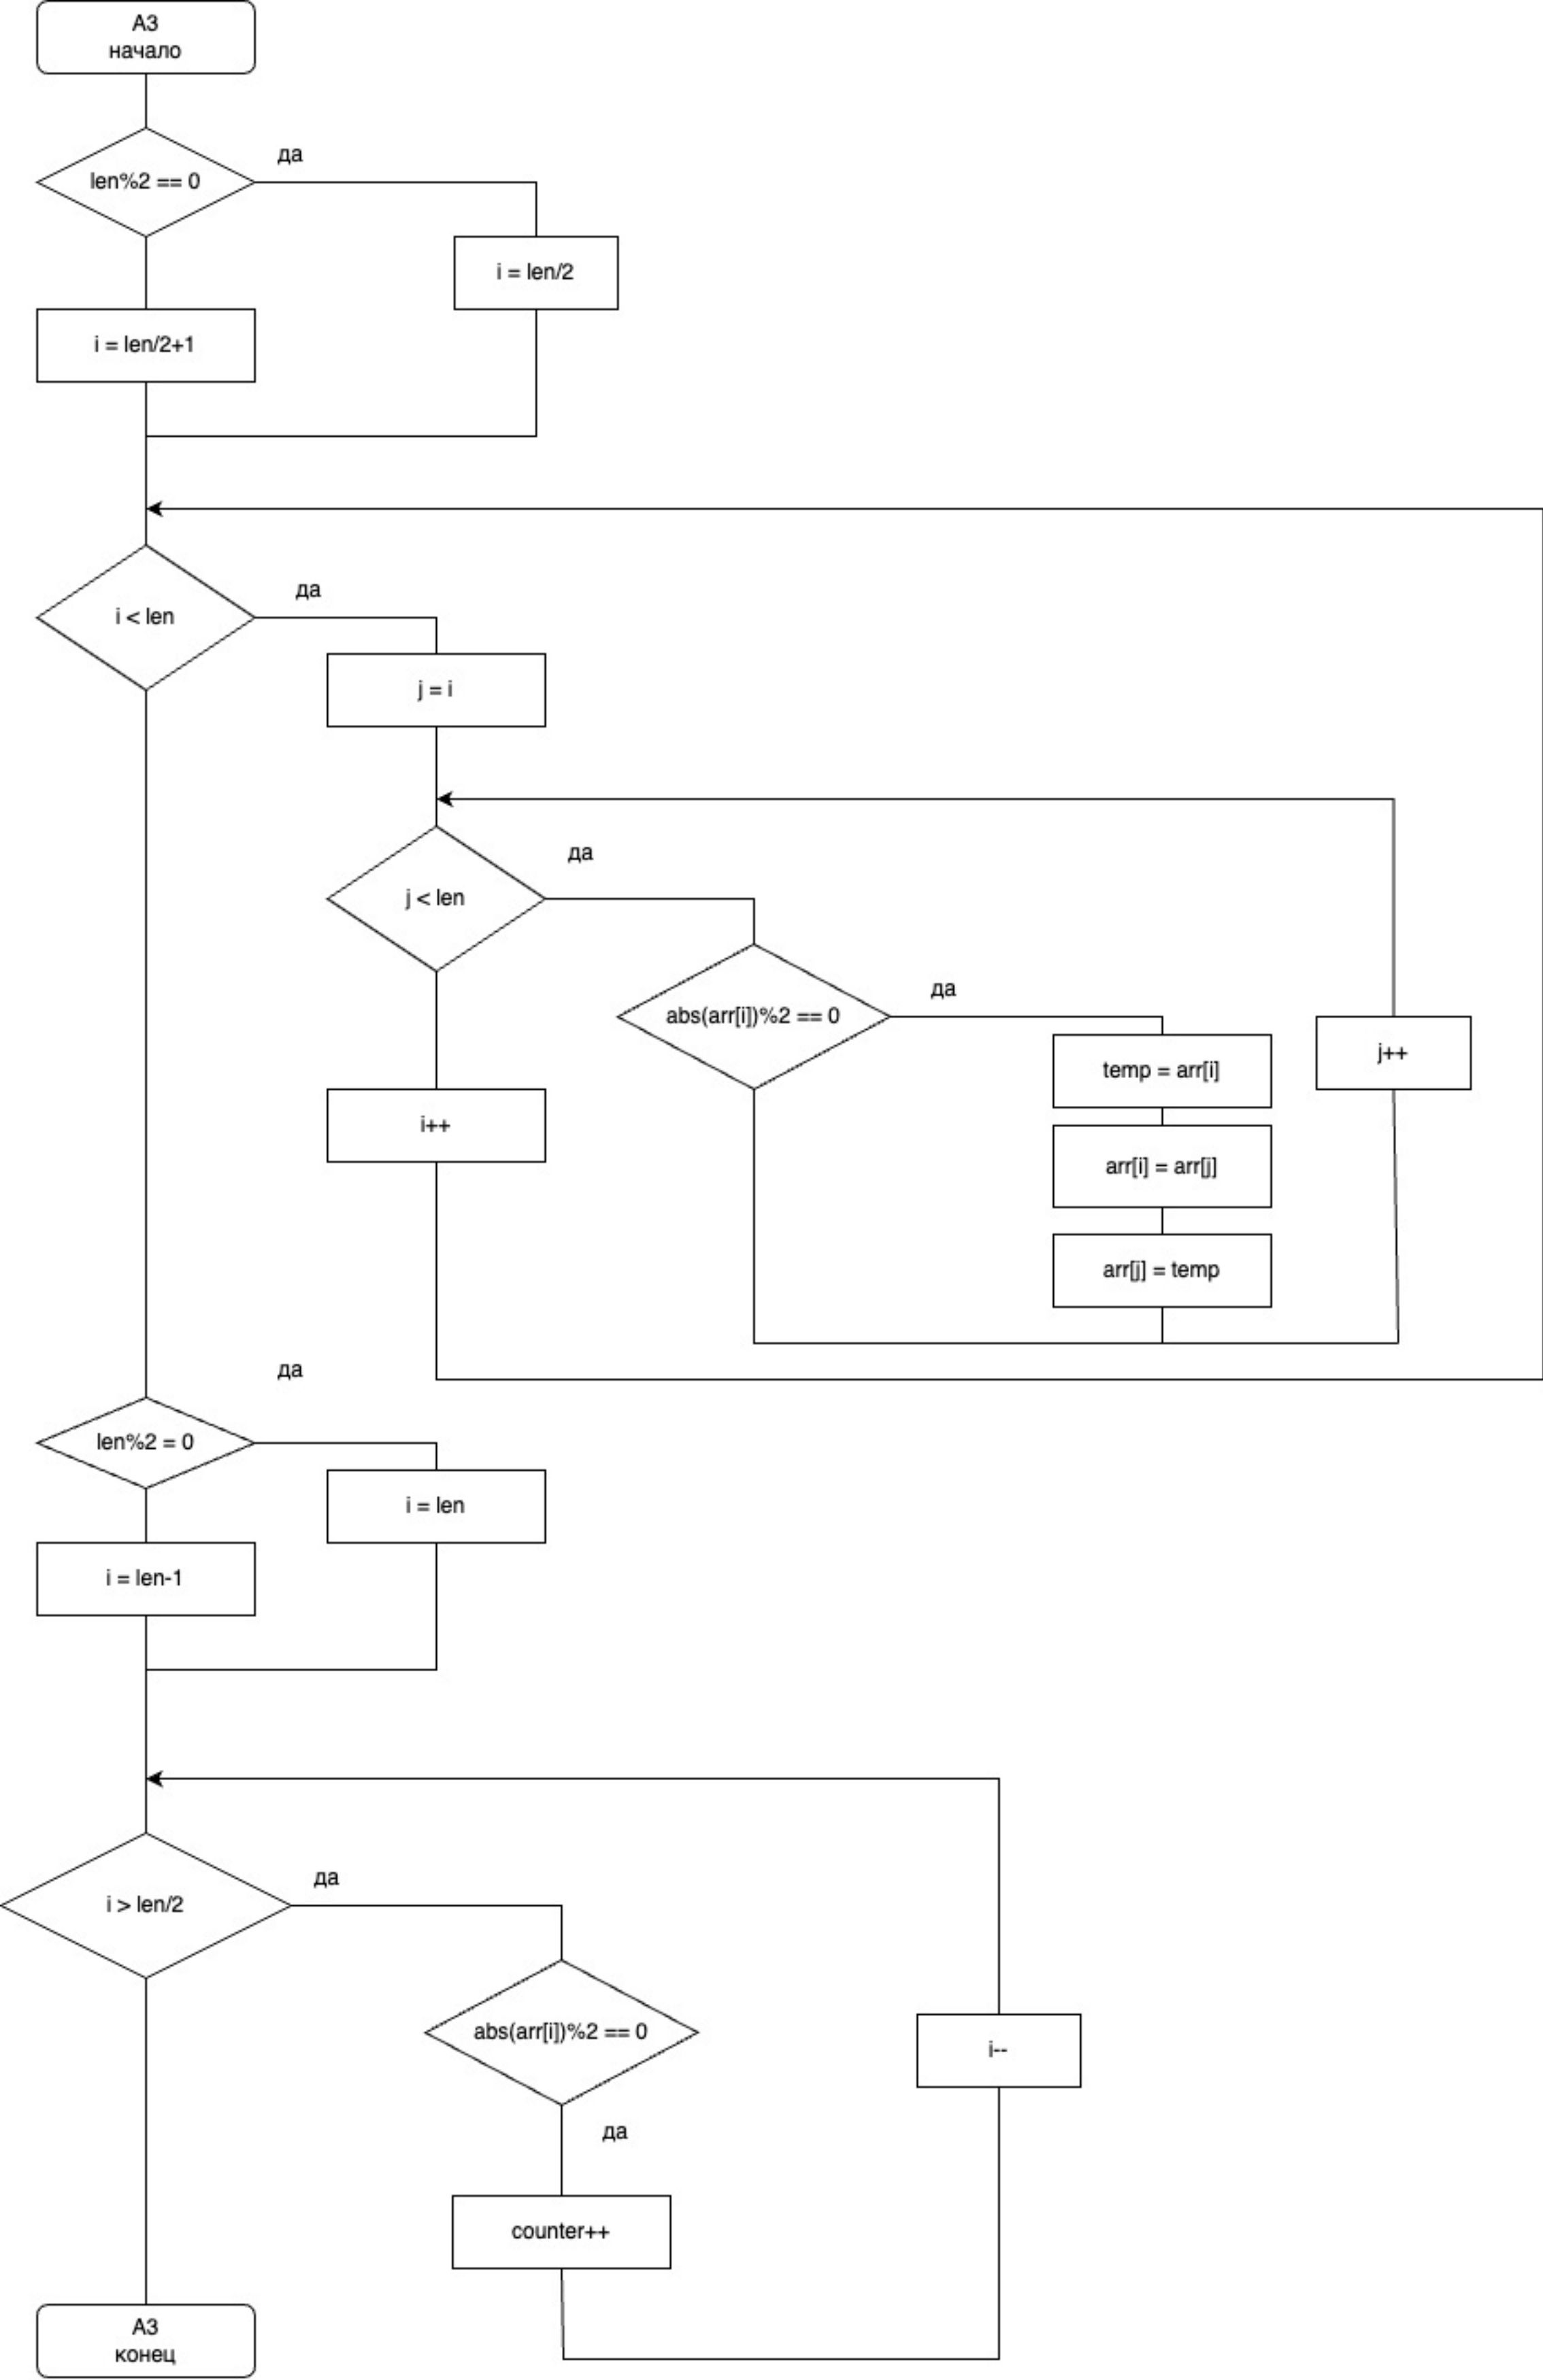 А3
начало
да
len%2 == 0
i = len/2
i = len/2+1
да
i < len
j = i
да
j < len
да
abs(arr[i])%2 == 0
temp = arr[i]
j++
arr[i] = arr[j]
i++
arr[j] = temp
да
len%2 = 0
i = len
i = len-1
да
i > len/2
abs(arr[i])%2 == 0
i--
да
counter++
А3
конец